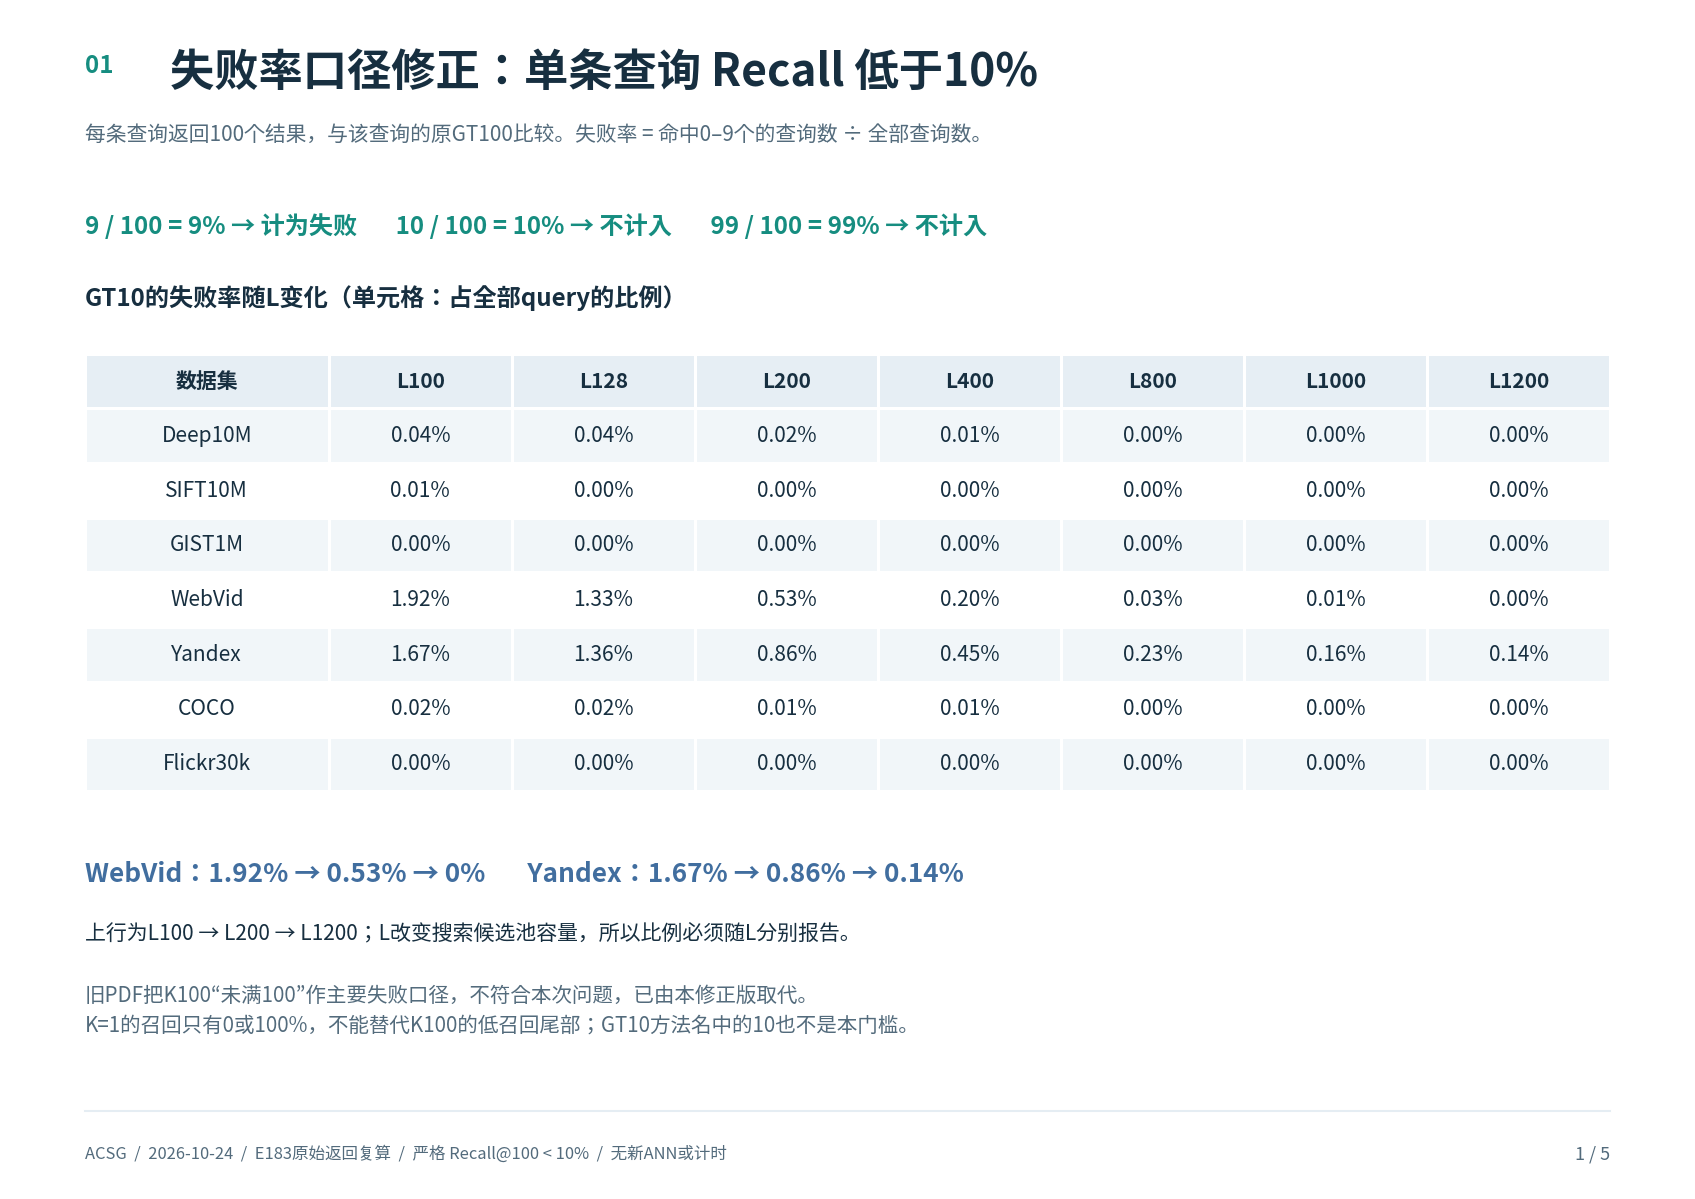 01 失败率口径修正：单条查询 Recall 低于10%
每条查询返回100个结果，与该查询的原GT100比较。失败率 = 命中0–9个的查询数 ÷ 全部查询数。
9 / 100 = 9% → 计为失败 10 / 100 = 10% → 不计入 99 / 100 = 99% → 不计入
GT10的失败率随L变化（单元格：占全部query的比例）
数据集 L100 L128 L200 L400 L800 L1000 L1200
Deep10M 0.04% 0.04% 0.02% 0.01% 0.00% 0.00% 0.00%
SIFT10M 0.01% 0.00% 0.00% 0.00% 0.00% 0.00% 0.00%
GIST1M 0.00% 0.00% 0.00% 0.00% 0.00% 0.00% 0.00%
WebVid 1.92% 1.33% 0.53% 0.20% 0.03% 0.01% 0.00%
Yandex 1.67% 1.36% 0.86% 0.45% 0.23% 0.16% 0.14%
COCO 0.02% 0.02% 0.01% 0.01% 0.00% 0.00% 0.00%
Flickr30k 0.00% 0.00% 0.00% 0.00% 0.00% 0.00% 0.00%
WebVid：1.92% → 0.53% → 0% Yandex：1.67% → 0.86% → 0.14%
上行为L100 → L200 → L1200；L改变搜索候选池容量，所以比例必须随L分别报告。
旧PDF把K100“未满100”作主要失败口径，不符合本次问题，已由本修正版取代。
K=1的召回只有0或100%，不能替代K100的低召回尾部；GT10方法名中的10也不是本门槛。
ACSG / 2026-10-24 / E183原始返回复算 / 严格 Recall@100 < 10% / 无新ANN或计时
1 / 5